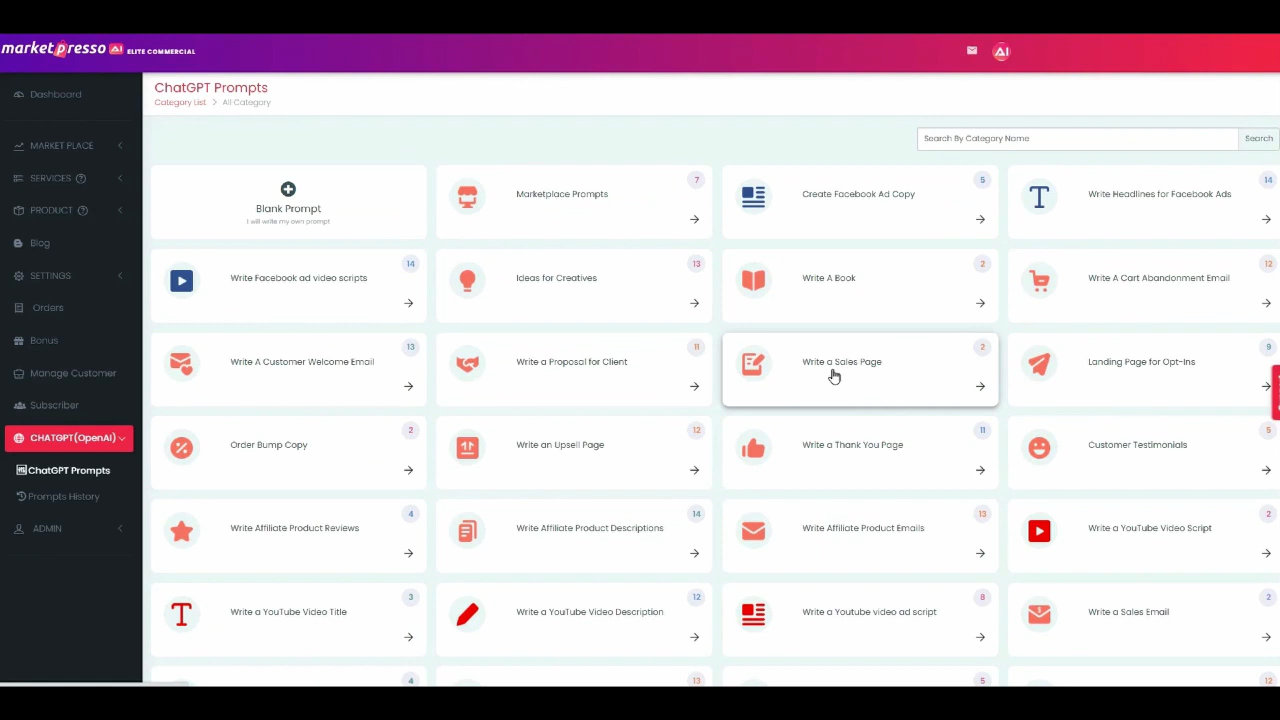 marketpresso AI ELITE COMMERCIAL
AI
Dashboard
MARKET PLACE
SERVICES
PRODUCT
Blog
SETTINGS
Orders
Bonus
Manage Customer
Subscriber
CHATGPT(OpenAI)
ChatGPT Prompts
Prompts History
ADMIN
ChatGPT Prompts
Category List > All Category
Search By Category Name
Search
Blank Prompt
I will write my own prompt
Marketplace Prompts
7
Create Facebook Ad Copy
5
Write Headlines for Facebook Ads
14
Write Facebook ad video scripts
14
Ideas for Creatives
13
Write A Book
2
Write A Cart Abandonment Email
12
Write A Customer Welcome Email
13
Write a Proposal for Client
11
Write a Sales Page
2
Landing Page for Opt-Ins
9
Order Bump Copy
2
Write an Upsell Page
12
Write a Thank You Page
11
Customer Testimonials
5
Write Affiliate Product Reviews
4
Write Affiliate Product Descriptions
14
Write Affiliate Product Emails
13
Write a YouTube Video Script
2
Write a YouTube Video Title
3
Write a YouTube Video Description
12
Write a Youtube video ad script
8
Write a Sales Email
2
4
13
5
12